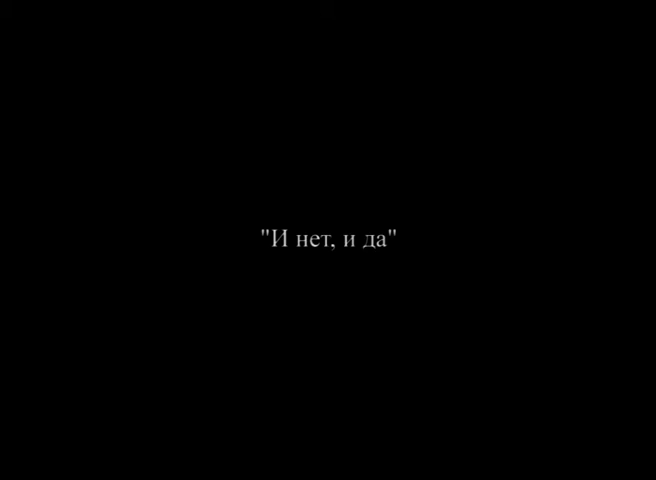 "И нет, и да"